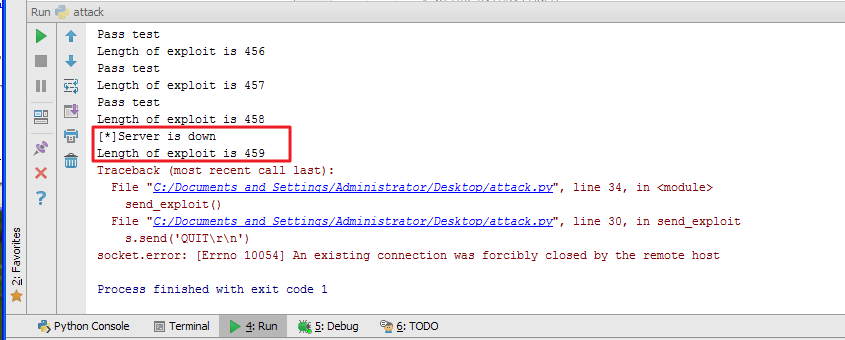 Run attack
Pass test
Length of exploit is 456
Pass test
Length of exploit is 457
Pass test
Length of exploit is 458
[*]Server is down
Length of exploit is 459
Traceback (most recent call last):
File "C:/Documents and Settings/Administrator/Desktop/attack.py", line 34, in <module>
send_exploit()
File "C:/Documents and Settings/Administrator/Desktop/attack.py", line 30, in send_exploit
s.send('QUIT\r\n')
socket.error: [Errno 10054] An existing connection was forcibly closed by the remote host
Process finished with exit code 1
2: Favorites
Python Console Terminal 4: Run 5: Debug 6: TODO